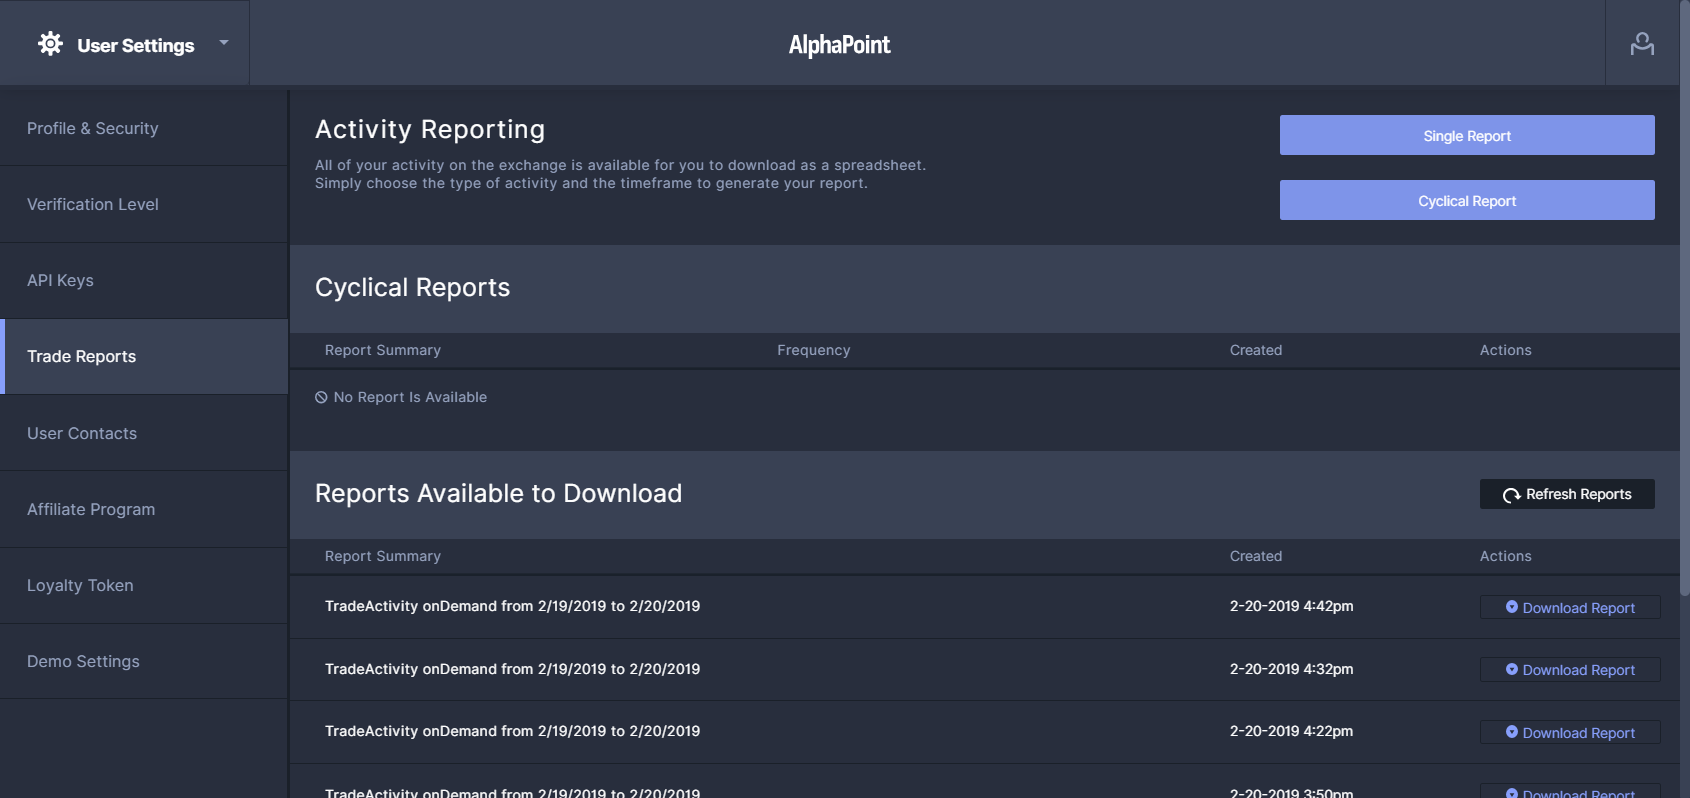 User Settings
AlphaPoint
Profile & Security
Verification Level
API Keys
Trade Reports
User Contacts
Affiliate Program
Loyalty Token
Demo Settings
Activity Reporting
All of your activity on the exchange is available for you to download as a spreadsheet.
Simply choose the type of activity and the timeframe to generate your report.
Single Report
Cyclical Report
Cyclical Reports
Report Summary Frequency Created Actions
No Report Is Available
Reports Available to Download
Refresh Reports
Report Summary Created Actions
TradeActivity onDemand from 2/19/2019 to 2/20/2019 2-20-2019 4:42pm Download Report
TradeActivity onDemand from 2/19/2019 to 2/20/2019 2-20-2019 4:32pm Download Report
TradeActivity onDemand from 2/19/2019 to 2/20/2019 2-20-2019 4:22pm Download Report
TradeActivity onDemand from 2/19/2019 to 2/20/2019 2-20-2019 3:50pm Download Report